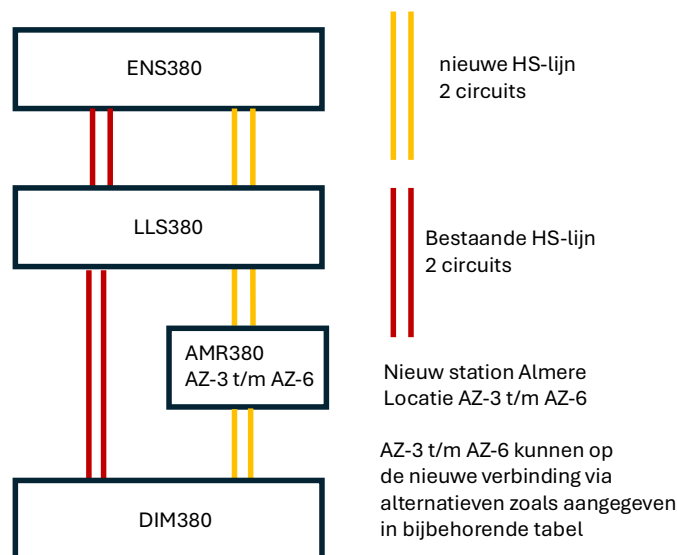 ENS380
nieuwe HS-lijn
2 circuits
LLS380
Bestaande HS-lijn
2 circuits
AMR380
AZ-3 t/m AZ-6
Nieuw station Almere
Locatie AZ-3 t/m AZ-6
AZ-3 t/m AZ-6 kunnen op
de nieuwe verbinding via
alternatieven zoals aangegeven
in bijbehorende tabel
DIM380